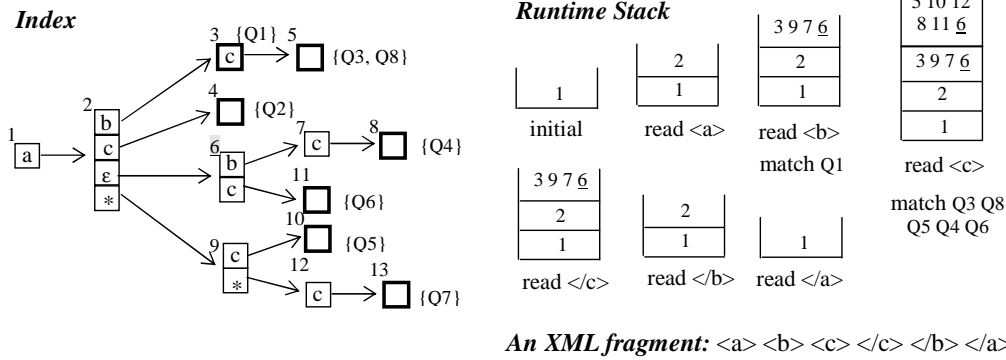 Index
3 {Q1} 5
c
{Q3, Q8}
4
{Q2}
2
b
c
ε
*
1
a
6
b
c
7
c
8
{Q4}
11
{Q6}
10
{Q5}
9
c
*
12
c
13
{Q7}
Runtime Stack
1
initial
2
1
read <a>
3 9 7 6
2
1
read <b>
match Q1
10 12
8 11 6
3 9 7 6
2
1
read <c>
match Q3 Q8
Q5 Q4 Q6
3 9 7 6
2
1
read </c>
2
1
read </b>
1
read </a>
An XML fragment: <a> <b> <c> </c> </b> </a>